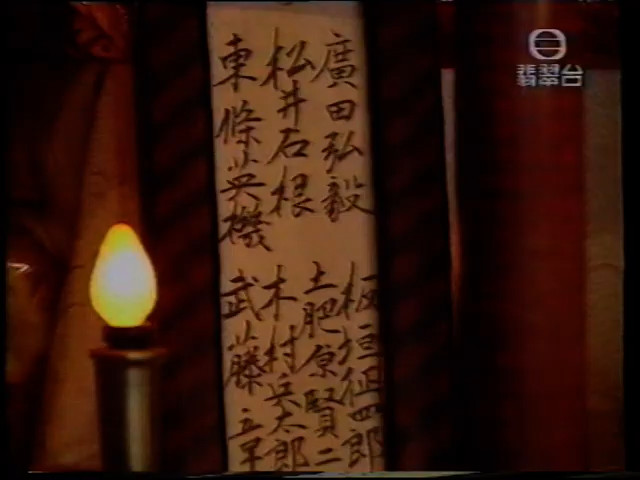 廣田弘毅
松井石根
東條英機
板垣征四郎
土肥原賢二
木村兵太郎
武藤
翡翠台